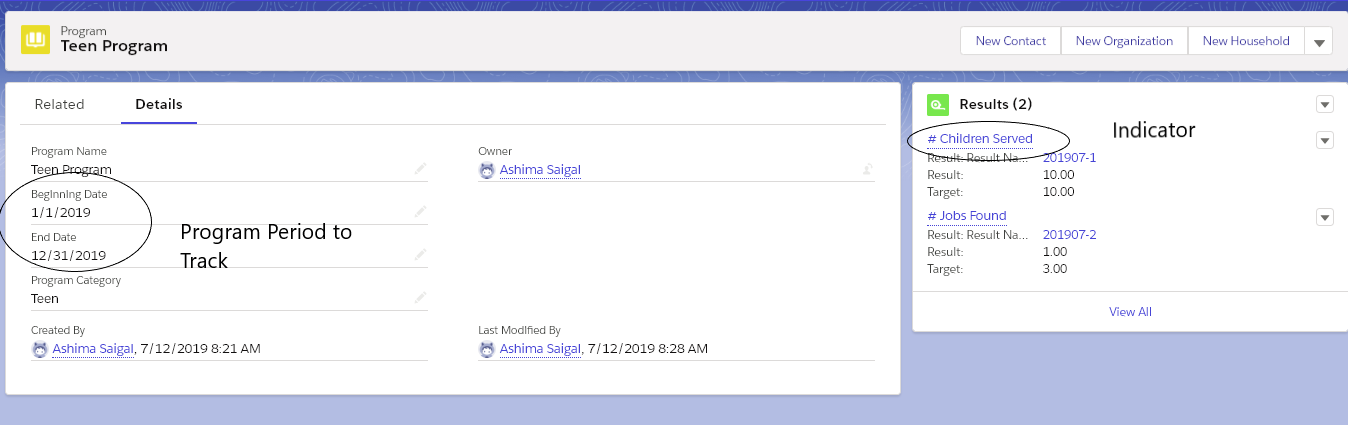 Program
Teen Program
New Contact
New Organization
New Household
Related
Details
Program Name
Teen Program
Owner
Ashima Saigal
Beginning Date
1/1/2019
End Date
12/31/2019
Program Period to
Track
Program Category
Teen
Created By
Ashima Saigal, 7/12/2019 8:21 AM
Last Modified By
Ashima Saigal, 7/12/2019 8:28 AM
Results (2)
Indicator
# Children Served
Result: Result Na... 201907-1
Result: 10.00
Target: 10.00
# Jobs Found
Result: Result Na... 201907-2
Result: 1.00
Target: 3.00
View All